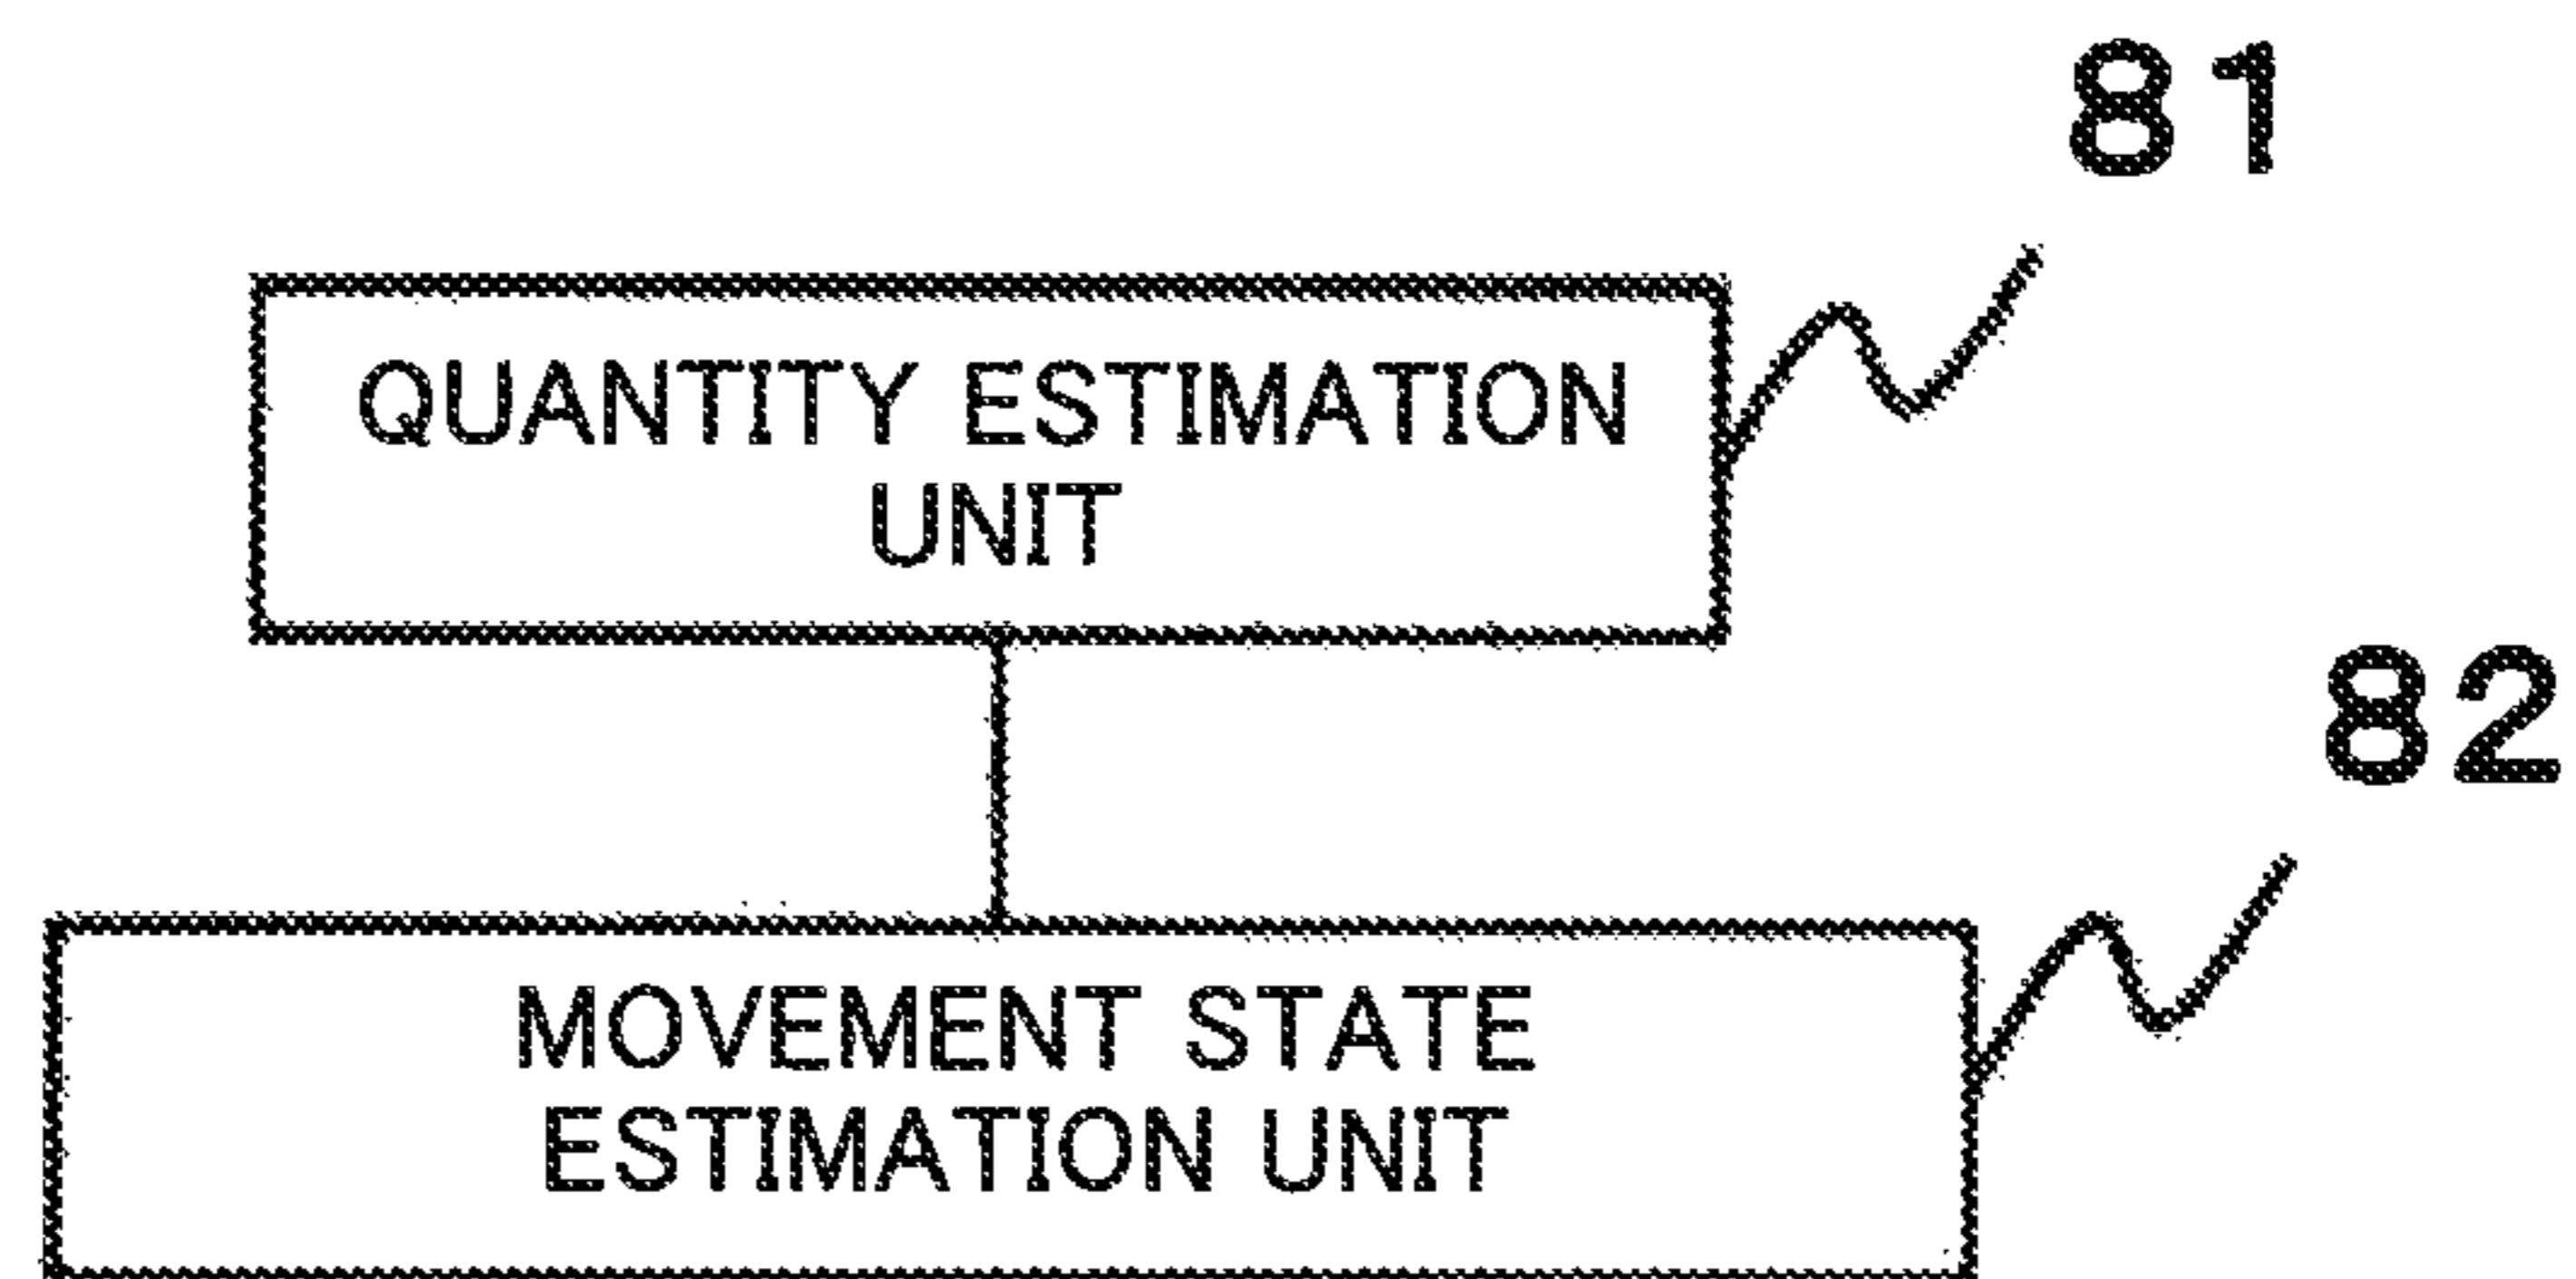 81
QUANTITY ESTIMATION
UNIT
82
MOVEMENT STATE
ESTIMATION UNIT